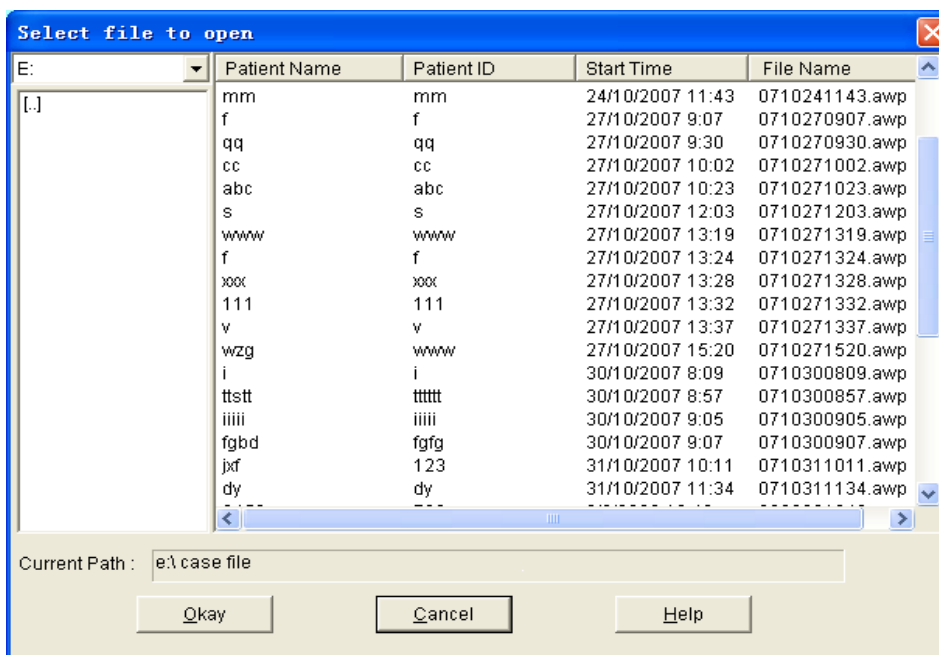 Select file to open
E: Patient Name Patient ID Start Time File Name
[..]
mm mm 24/10/2007 11:43 0710241143.awp
f f 27/10/2007 9:07 0710270907.awp
qq qq 27/10/2007 9:30 0710270930.awp
cc cc 27/10/2007 10:02 0710271002.awp
abc abc 27/10/2007 10:23 0710271023.awp
s s 27/10/2007 12:03 0710271203.awp
www www 27/10/2007 13:19 0710271319.awp
f f 27/10/2007 13:24 0710271324.awp
xxx xxx 27/10/2007 13:28 0710271328.awp
111 111 27/10/2007 13:32 0710271332.awp
v v 27/10/2007 13:37 0710271337.awp
wzg www 27/10/2007 15:20 0710271520.awp
i i 30/10/2007 8:09 0710300809.awp
ttstt tttttt 30/10/2007 8:57 0710300857.awp
iiiii iiiii 30/10/2007 9:05 0710300905.awp
fgbd fgfg 30/10/2007 9:07 0710300907.awp
jxf 123 31/10/2007 10:11 0710311011.awp
dy dy 31/10/2007 11:34 0710311134.awp
Current Path : e:\ case file
Okay Cancel Help